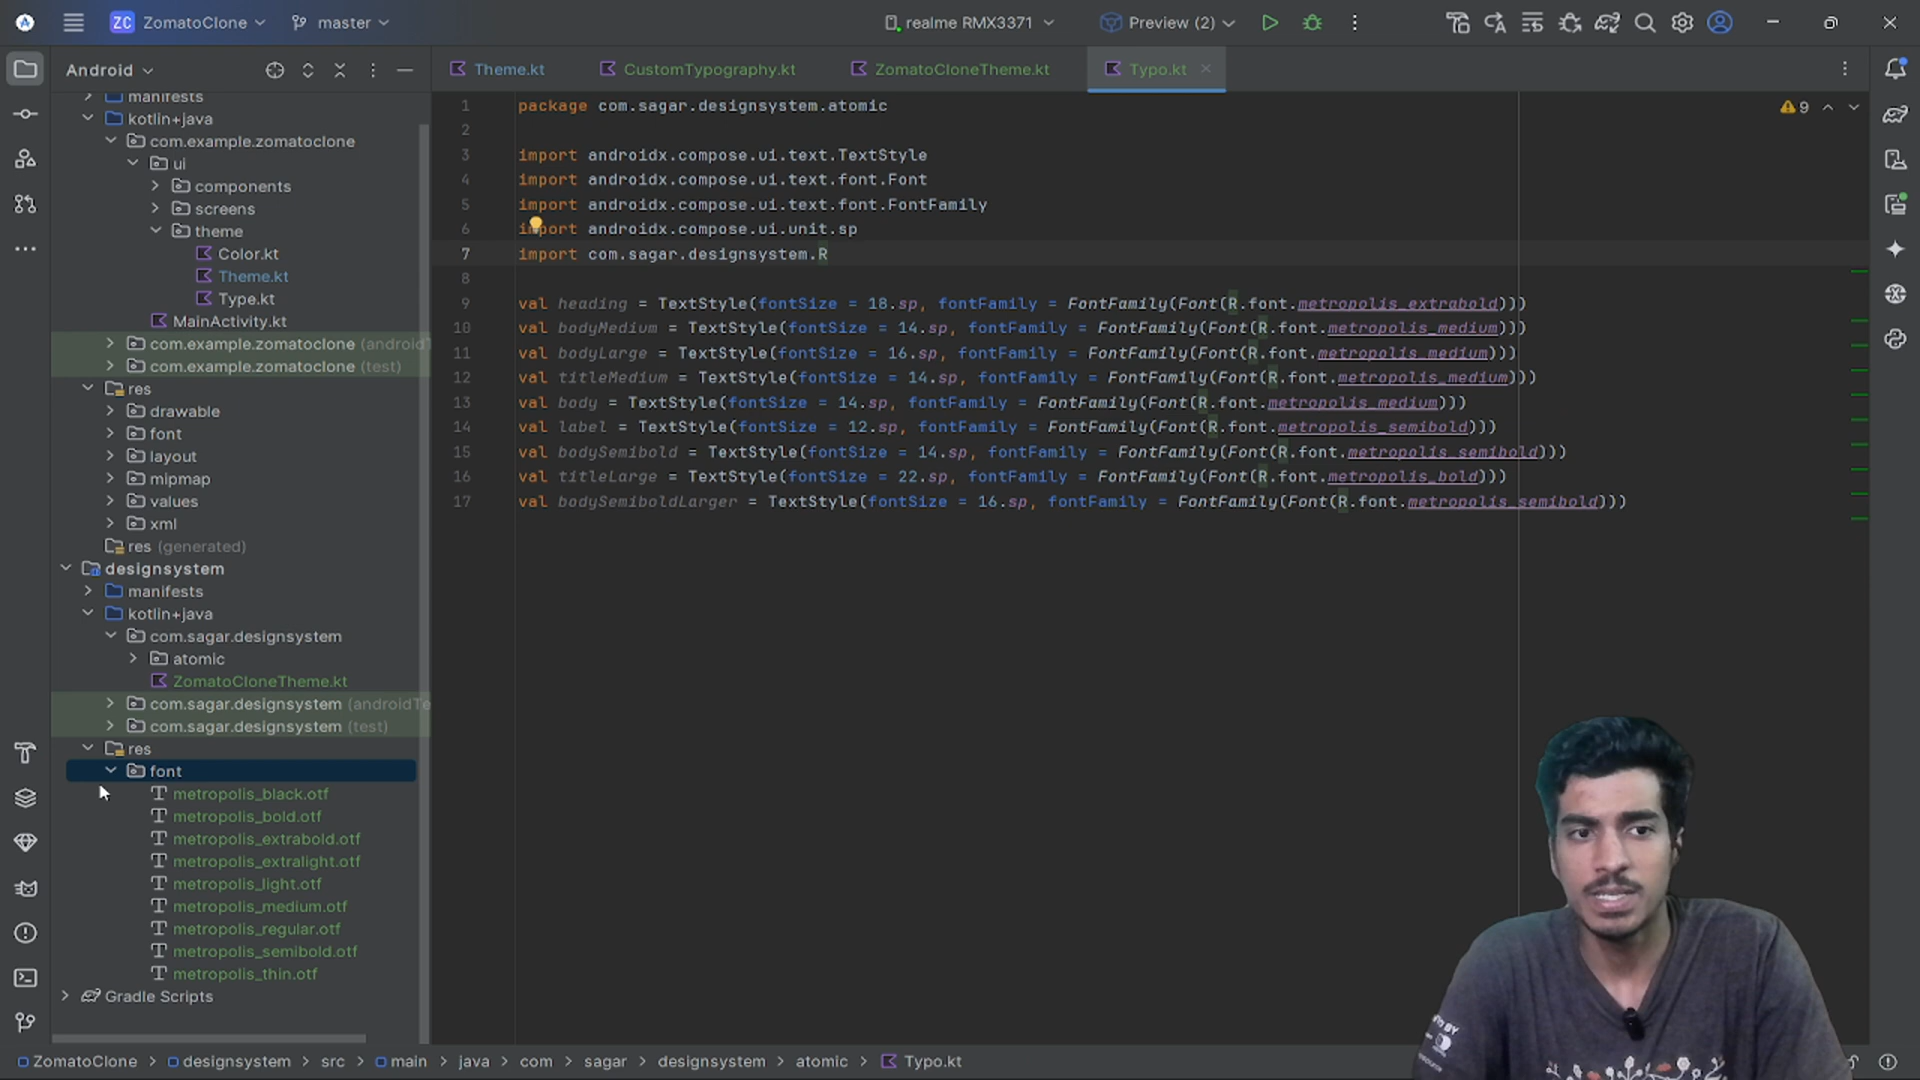 ZC ZomatoClone master realme RMX3371 Preview (2)
Android
Theme.kt CustomTypography.kt ZomatoCloneTheme.kt Typo.kt
manifests
kotlin+java
com.example.zomatoclone
ui
components
screens
theme
Color.kt
Theme.kt
Type.kt
MainActivity.kt
com.example.zomatoclone (androidT
com.example.zomatoclone (test)
res
drawable
font
layout
mipmap
values
xml
res (generated)
designsystem
manifests
kotlin+java
com.sagar.designsystem
atomic
ZomatoCloneTheme.kt
com.sagar.designsystem (androidTe
com.sagar.designsystem (test)
res
font
metropolis_black.otf
metropolis_bold.otf
metropolis_extrabold.otf
metropolis_extralight.otf
metropolis_light.otf
metropolis_medium.otf
metropolis_regular.otf
metropolis_semibold.otf
metropolis_thin.otf
Gradle Scripts
9
1 package com.sagar.designsystem.atomic
2
3 import androidx.compose.ui.text.TextStyle
4 import androidx.compose.ui.text.font.Font
5 import androidx.compose.ui.text.font.FontFamily
6 import androidx.compose.ui.unit.sp
7 import com.sagar.designsystem.R
8
9 val heading = TextStyle(fontSize = 18.sp, fontFamily = FontFamily(Font(R.font.metropolis_extrabold)))
10 val bodyMedium = TextStyle(fontSize = 14.sp, fontFamily = FontFamily(Font(R.font.metropolis_medium)))
11 val bodyLarge = TextStyle(fontSize = 16.sp, fontFamily = FontFamily(Font(R.font.metropolis_medium)))
12 val titleMedium = TextStyle(fontSize = 14.sp, fontFamily = FontFamily(Font(R.font.metropolis_medium)))
13 val body = TextStyle(fontSize = 14.sp, fontFamily = FontFamily(Font(R.font.metropolis_medium)))
14 val label = TextStyle(fontSize = 12.sp, fontFamily = FontFamily(Font(R.font.metropolis_semibold)))
15 val bodySemibold = TextStyle(fontSize = 14.sp, fontFamily = FontFamily(Font(R.font.metropolis_semibold)))
16 val titleLarge = TextStyle(fontSize = 22.sp, fontFamily = FontFamily(Font(R.font.metropolis_bold)))
17 val bodySemiboldLarger = TextStyle(fontSize = 16.sp, fontFamily = FontFamily(Font(R.font.metropolis_semibold)))
ZomatoClone > designsystem > src > main > java > com > sagar > designsystem > atomic > Typo.kt